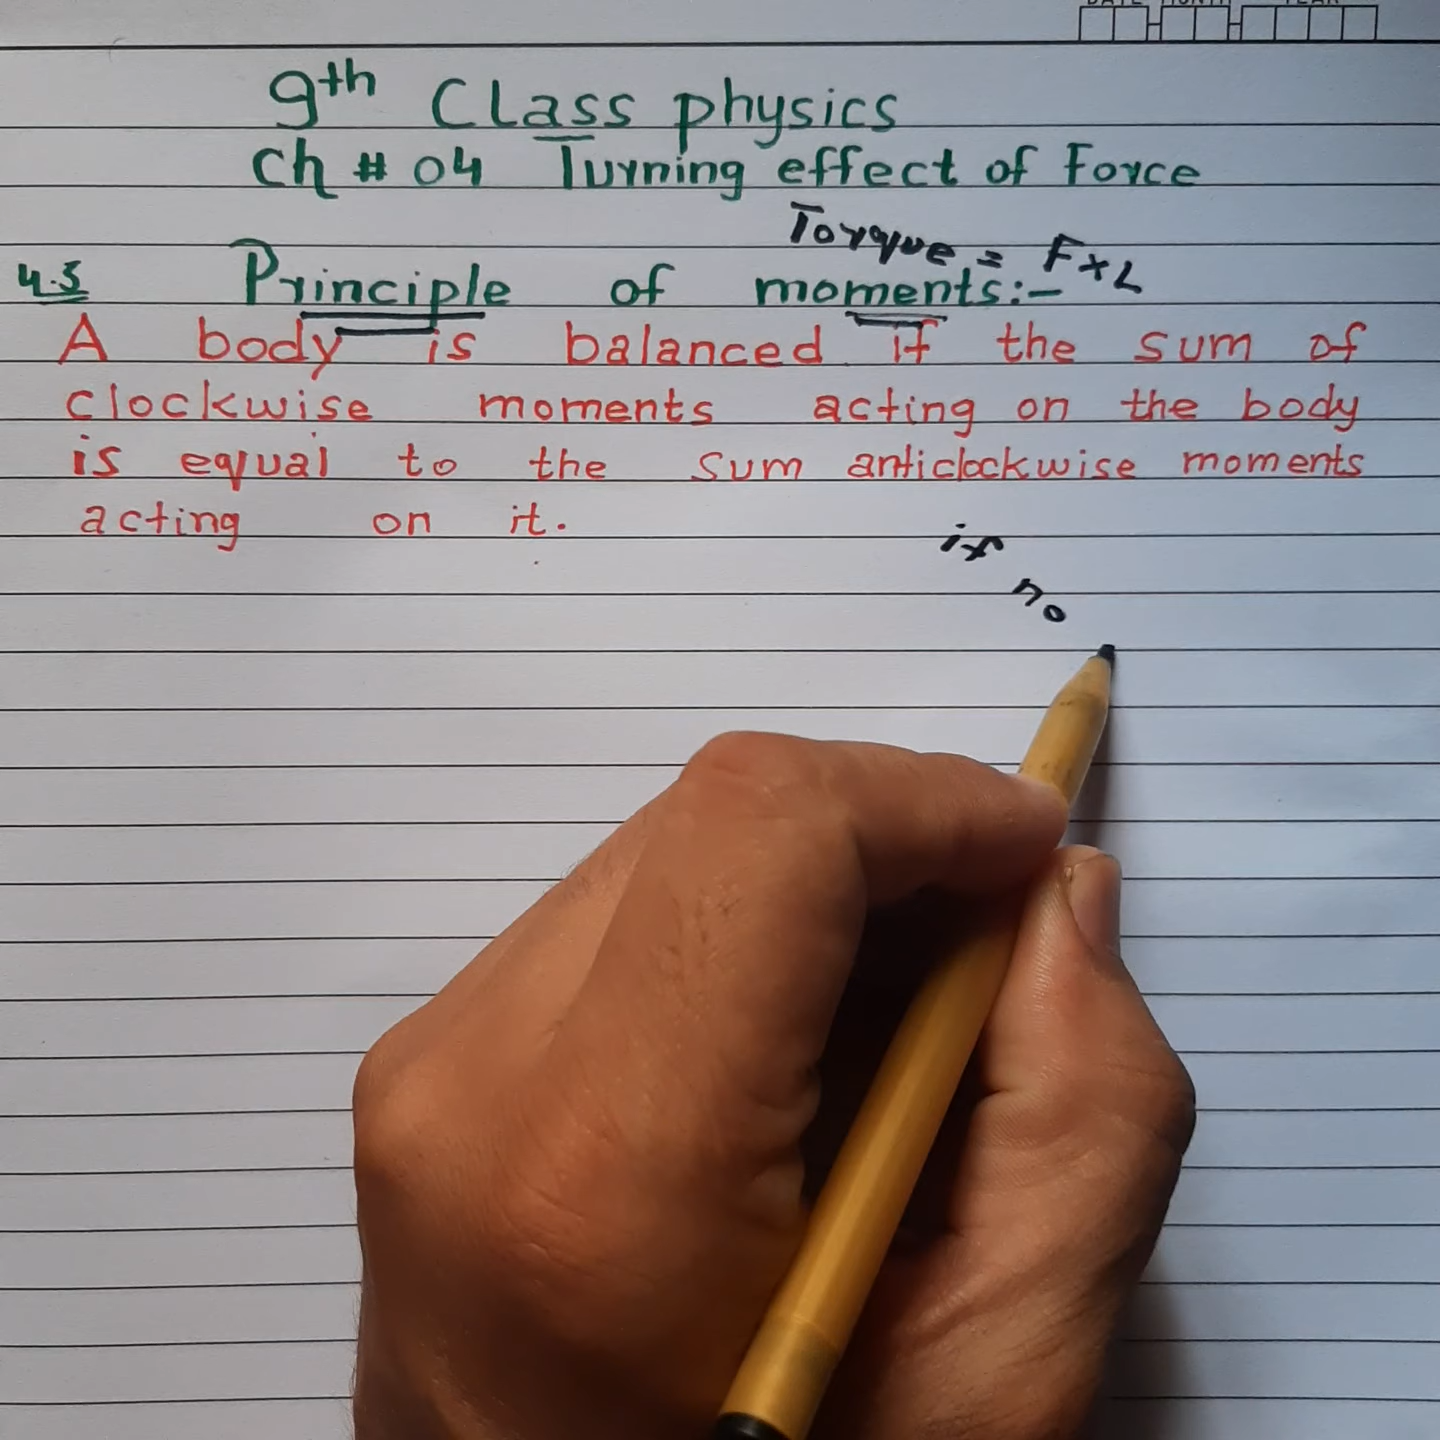 9th Class physics
Ch # 04 Turning effect of Force
Torque = F×L
4.3 Principle of moments:-
A body is balanced if the sum of
clockwise moments acting on the body
is equal to the sum anticlockwise moments
acting on it.
if
no